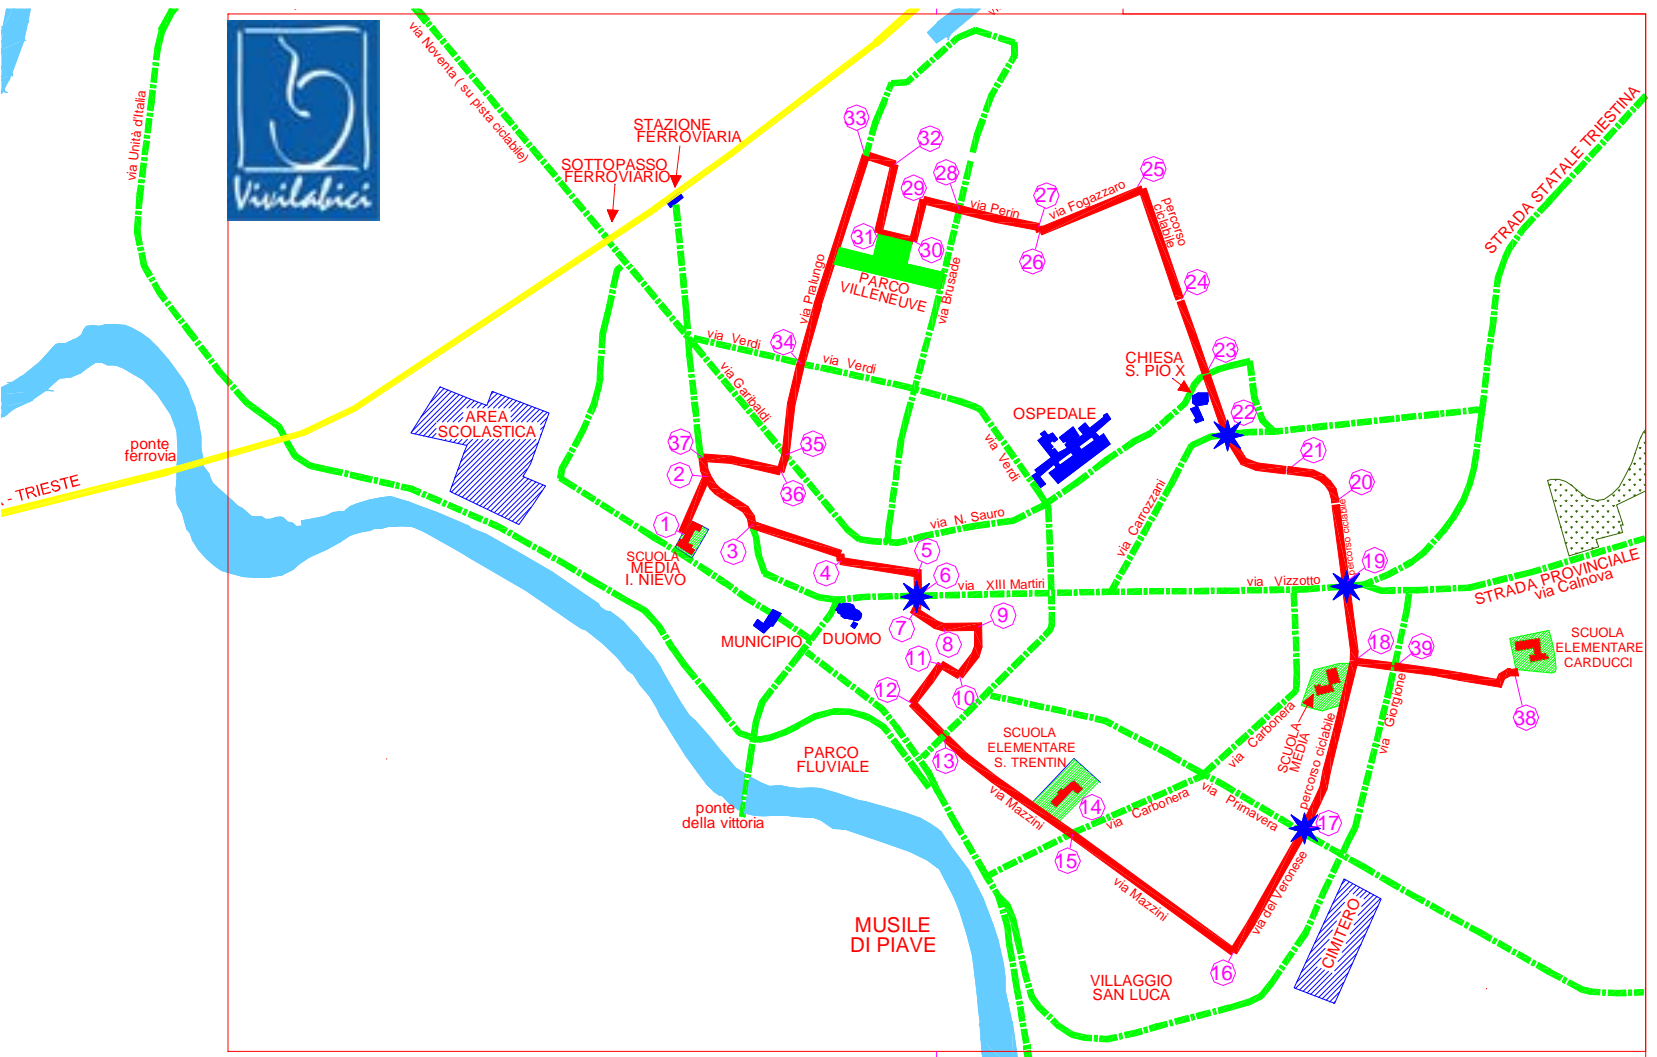 Vivilabici
via Unità d'Italia
via Noventa ( su pista ciclabile)
STAZIONE
FERROVIARIA
SOTTOPASSO
FERROVIARIO
33
32
29
28
27
25
via Perin
via Fogazzaro
percorso
ciclabile
STRADA STATALE TRIESTINA
31
30
26
24
PARCO
VILLENEUVE
via Pralungo
via Brusade
via Verdi
34
via Verdi
via Garibaldi
CHIESA
S. PIO X
23
OSPEDALE
22
AREA
SCOLASTICA
ponte
ferrovia
- TRIESTE
37
2
35
36
via Verdi
21
20
percorso ciclabile
via Carrozzani
via N. Sauro
1
3
4
5
6
SCUOLA
MEDIA
I. NIEVO
via XIII Martiri
via Vizzotto
19
STRADA PROVINCIALE
via Calnova
MUNICIPIO
DUOMO
7
8
9
10
11
12
13
18
39
38
SCUOLA
ELEMENTARE
CARDUCCI
SCUOLA
ELEMENTARE
S. TRENTIN
via Carbonera
SCUOLA
MEDIA
percorso ciclabile
via Giorgione
PARCO
FLUVIALE
ponte
della vittoria
via Mazzini
14
via Carbonera
via Primavera
17
15
via Mazzini
via del Veronese
16
CIMITERO
MUSILE
DI PIAVE
VILLAGGIO
SAN LUCA